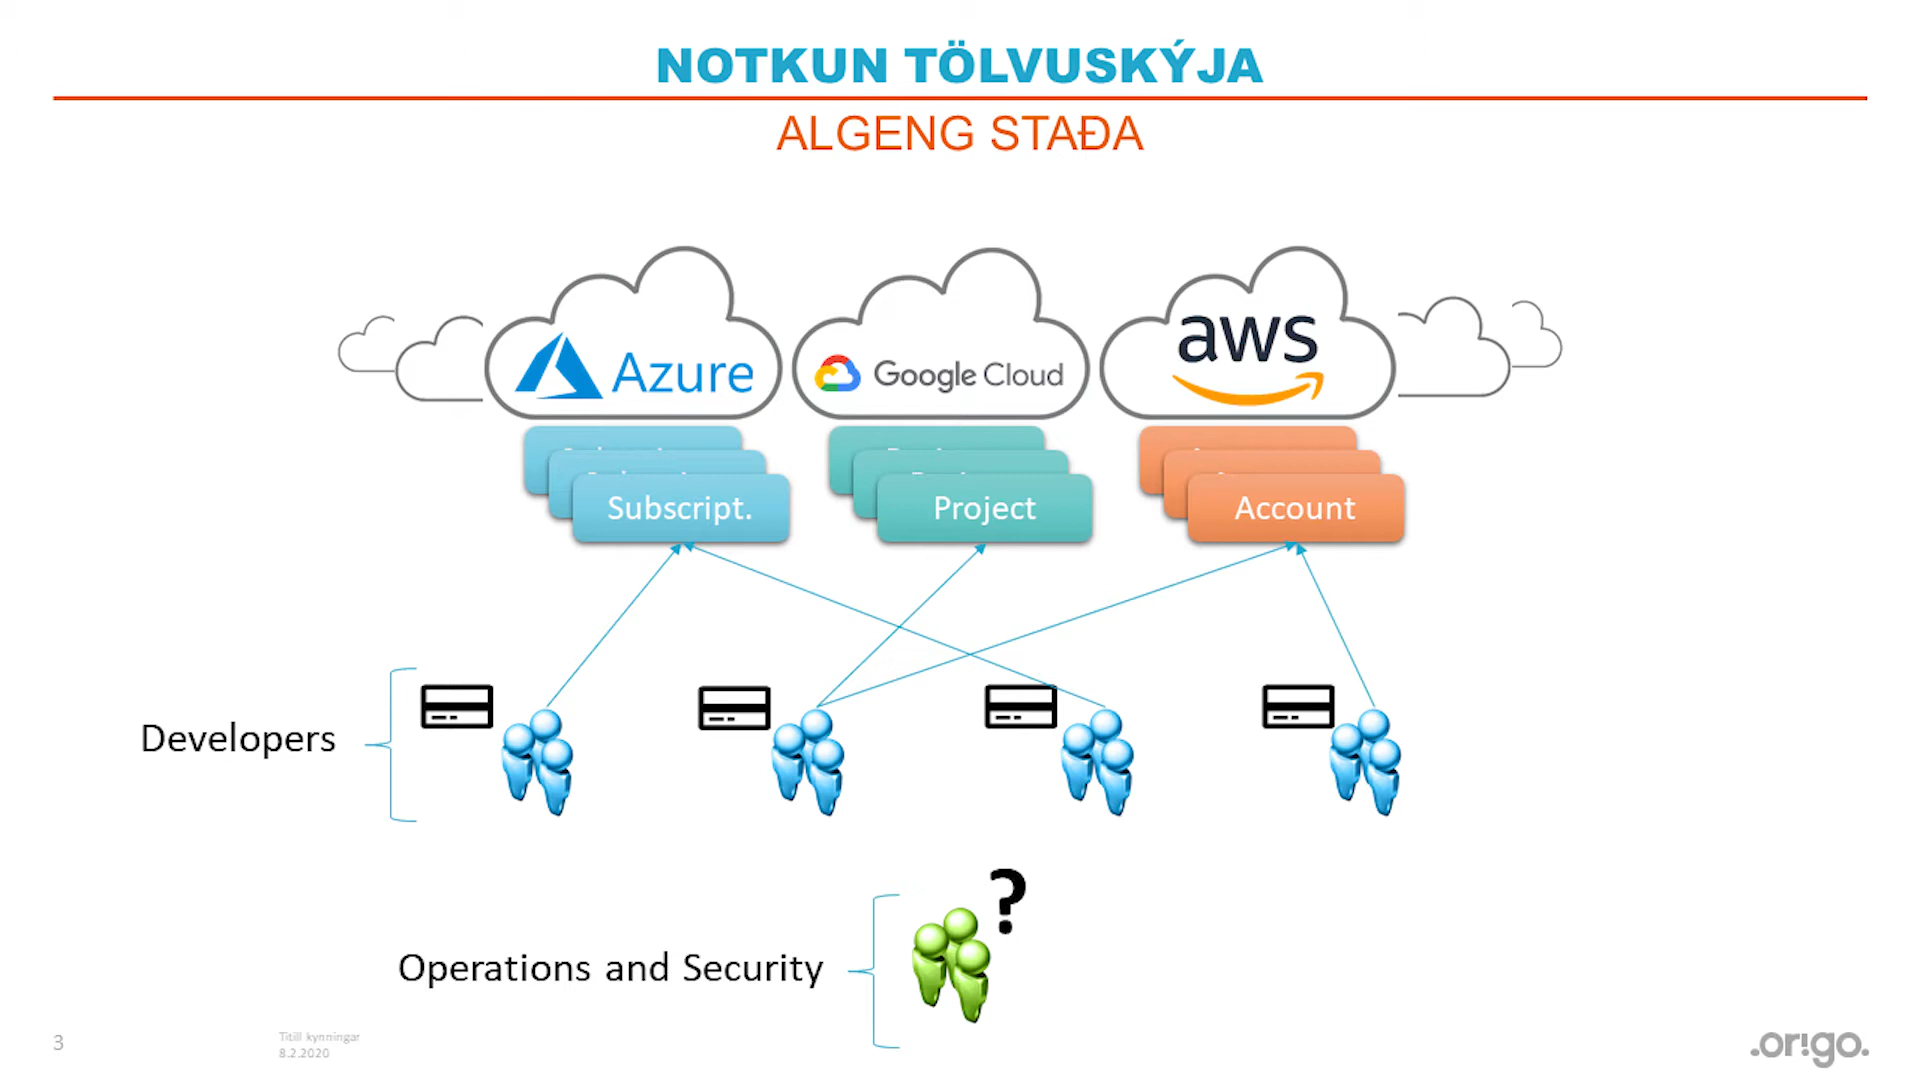 NOTKUN TÖLVUSKÝJA
ALGENG STAÐA
Azure
Google Cloud
aws
Subscript.
Project
Account
Developers
?
Operations and Security
3
Titill kynningar
8.2.2020
.origo.